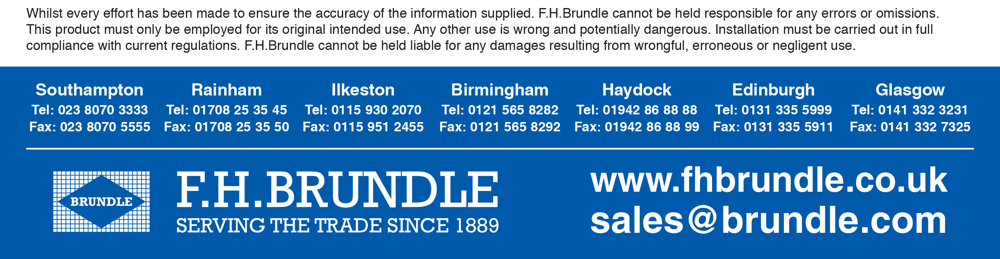 Whilst every effort has been made to ensure the accuracy of the information supplied. F.H.Brundle cannot be held responsible for any errors or omissions.
This product must only be employed for its original intended use. Any other use is wrong and potentially dangerous. Installation must be carried out in full
compliance with current regulations. F.H.Brundle cannot be held liable for any damages resulting from wrongful, erroneous or negligent use.
Southampton Rainham Ilkeston Birmingham Haydock Edinburgh Glasgow
Tel: 023 8070 3333 Tel: 01708 25 35 45 Tel: 0115 930 2070 Tel: 0121 565 8282 Tel: 01942 86 88 88 Tel: 0131 335 5999 Tel: 0141 332 3231
Fax: 023 8070 5555 Fax: 01708 25 35 50 Fax: 0115 951 2455 Fax: 0121 565 8292 Fax: 01942 86 88 99 Fax: 0131 335 5911 Fax: 0141 332 7325
BRUNDLE
F.H.BRUNDLE
SERVING THE TRADE SINCE 1889
www.fhbrundle.co.uk
sales@brundle.com